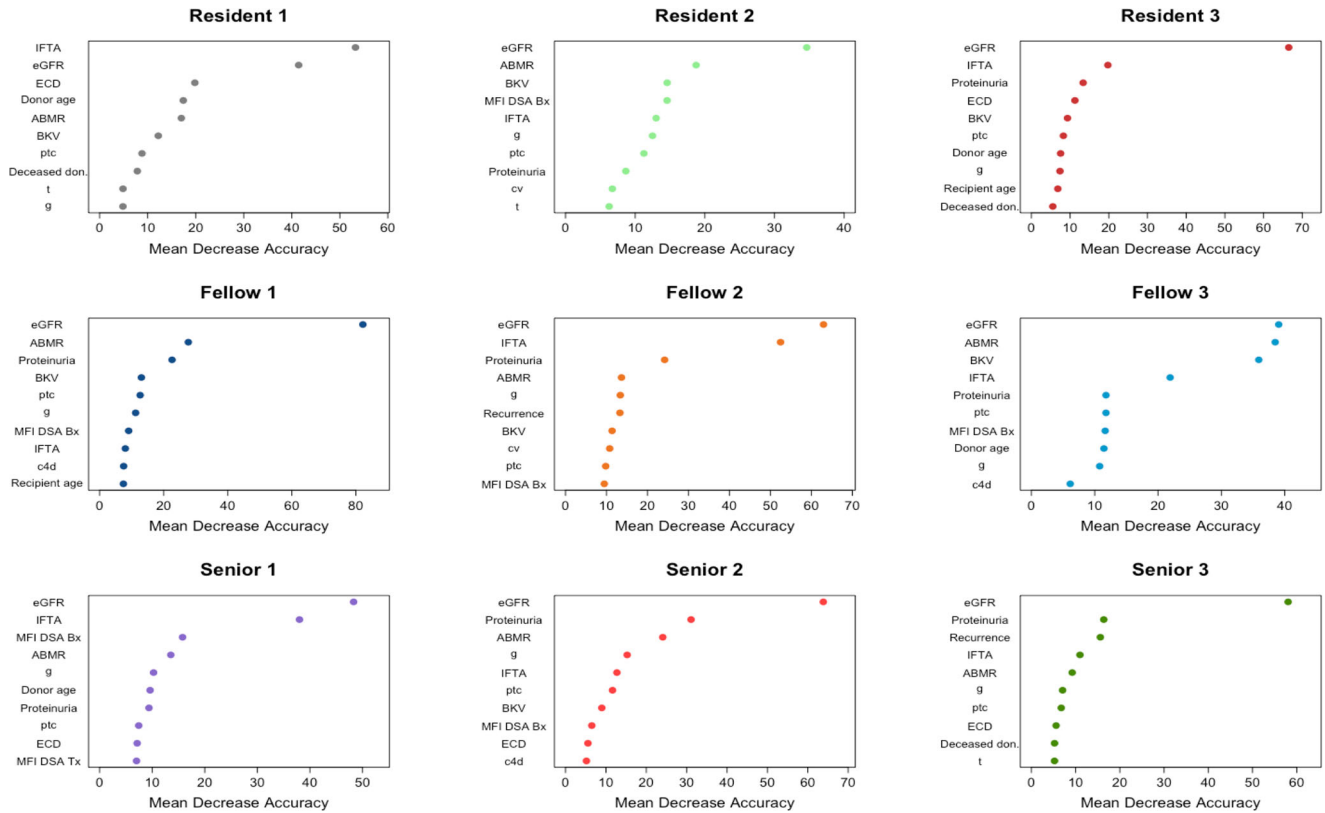 Resident 1
IFTA
eGFR
ECD
Donor age
ABMR
BKV
ptc
Deceased don.
t
g
0 10 20 30 40 50 60
Mean Decrease Accuracy
Resident 2
eGFR
ABMR
BKV
MFI DSA Bx
IFTA
g
ptc
Proteinuria
cv
t
0 10 20 30 40
Mean Decrease Accuracy
Resident 3
eGFR
IFTA
Proteinuria
ECD
BKV
ptc
Donor age
g
Recipient age
Deceased don.
0 10 20 30 40 50 60 70
Mean Decrease Accuracy
Fellow 1
eGFR
ABMR
Proteinuria
BKV
ptc
g
MFI DSA Bx
IFTA
c4d
Recipient age
0 20 40 60 80
Mean Decrease Accuracy
Fellow 2
eGFR
IFTA
Proteinuria
ABMR
g
Recurrence
BKV
cv
ptc
MFI DSA Bx
0 10 20 30 40 50 60 70
Mean Decrease Accuracy
Fellow 3
eGFR
ABMR
BKV
IFTA
Proteinuria
ptc
MFI DSA Bx
Donor age
g
c4d
0 10 20 30 40
Mean Decrease Accuracy
Senior 1
eGFR
IFTA
MFI DSA Bx
ABMR
g
Donor age
Proteinuria
ptc
ECD
MFI DSA Tx
0 10 20 30 40 50
Mean Decrease Accuracy
Senior 2
eGFR
Proteinuria
ABMR
g
IFTA
ptc
BKV
MFI DSA Bx
ECD
c4d
0 10 20 30 40 50 60 70
Mean Decrease Accuracy
Senior 3
eGFR
Proteinuria
Recurrence
IFTA
ABMR
g
ptc
ECD
Deceased don.
t
0 10 20 30 40 50 60
Mean Decrease Accuracy